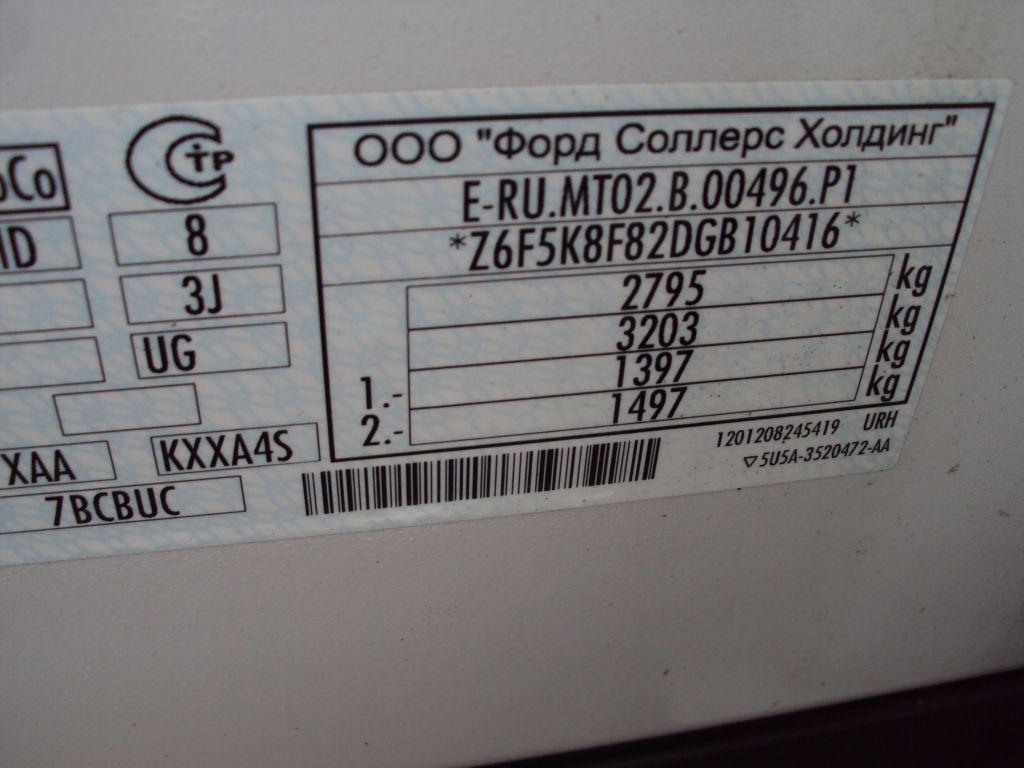 ООО "Форд Соллерс Холдинг"
E-RU.MT02.B.00496.P1
*Z6F5K8F82DGB10416*
2795 kg
3203 kg
1.- 1397 kg
2.- 1497 kg
1201208245419 URH
5U5A-3520472-AA
TP
8
3J
UG
XAA
KXXA4S
7BCBUC